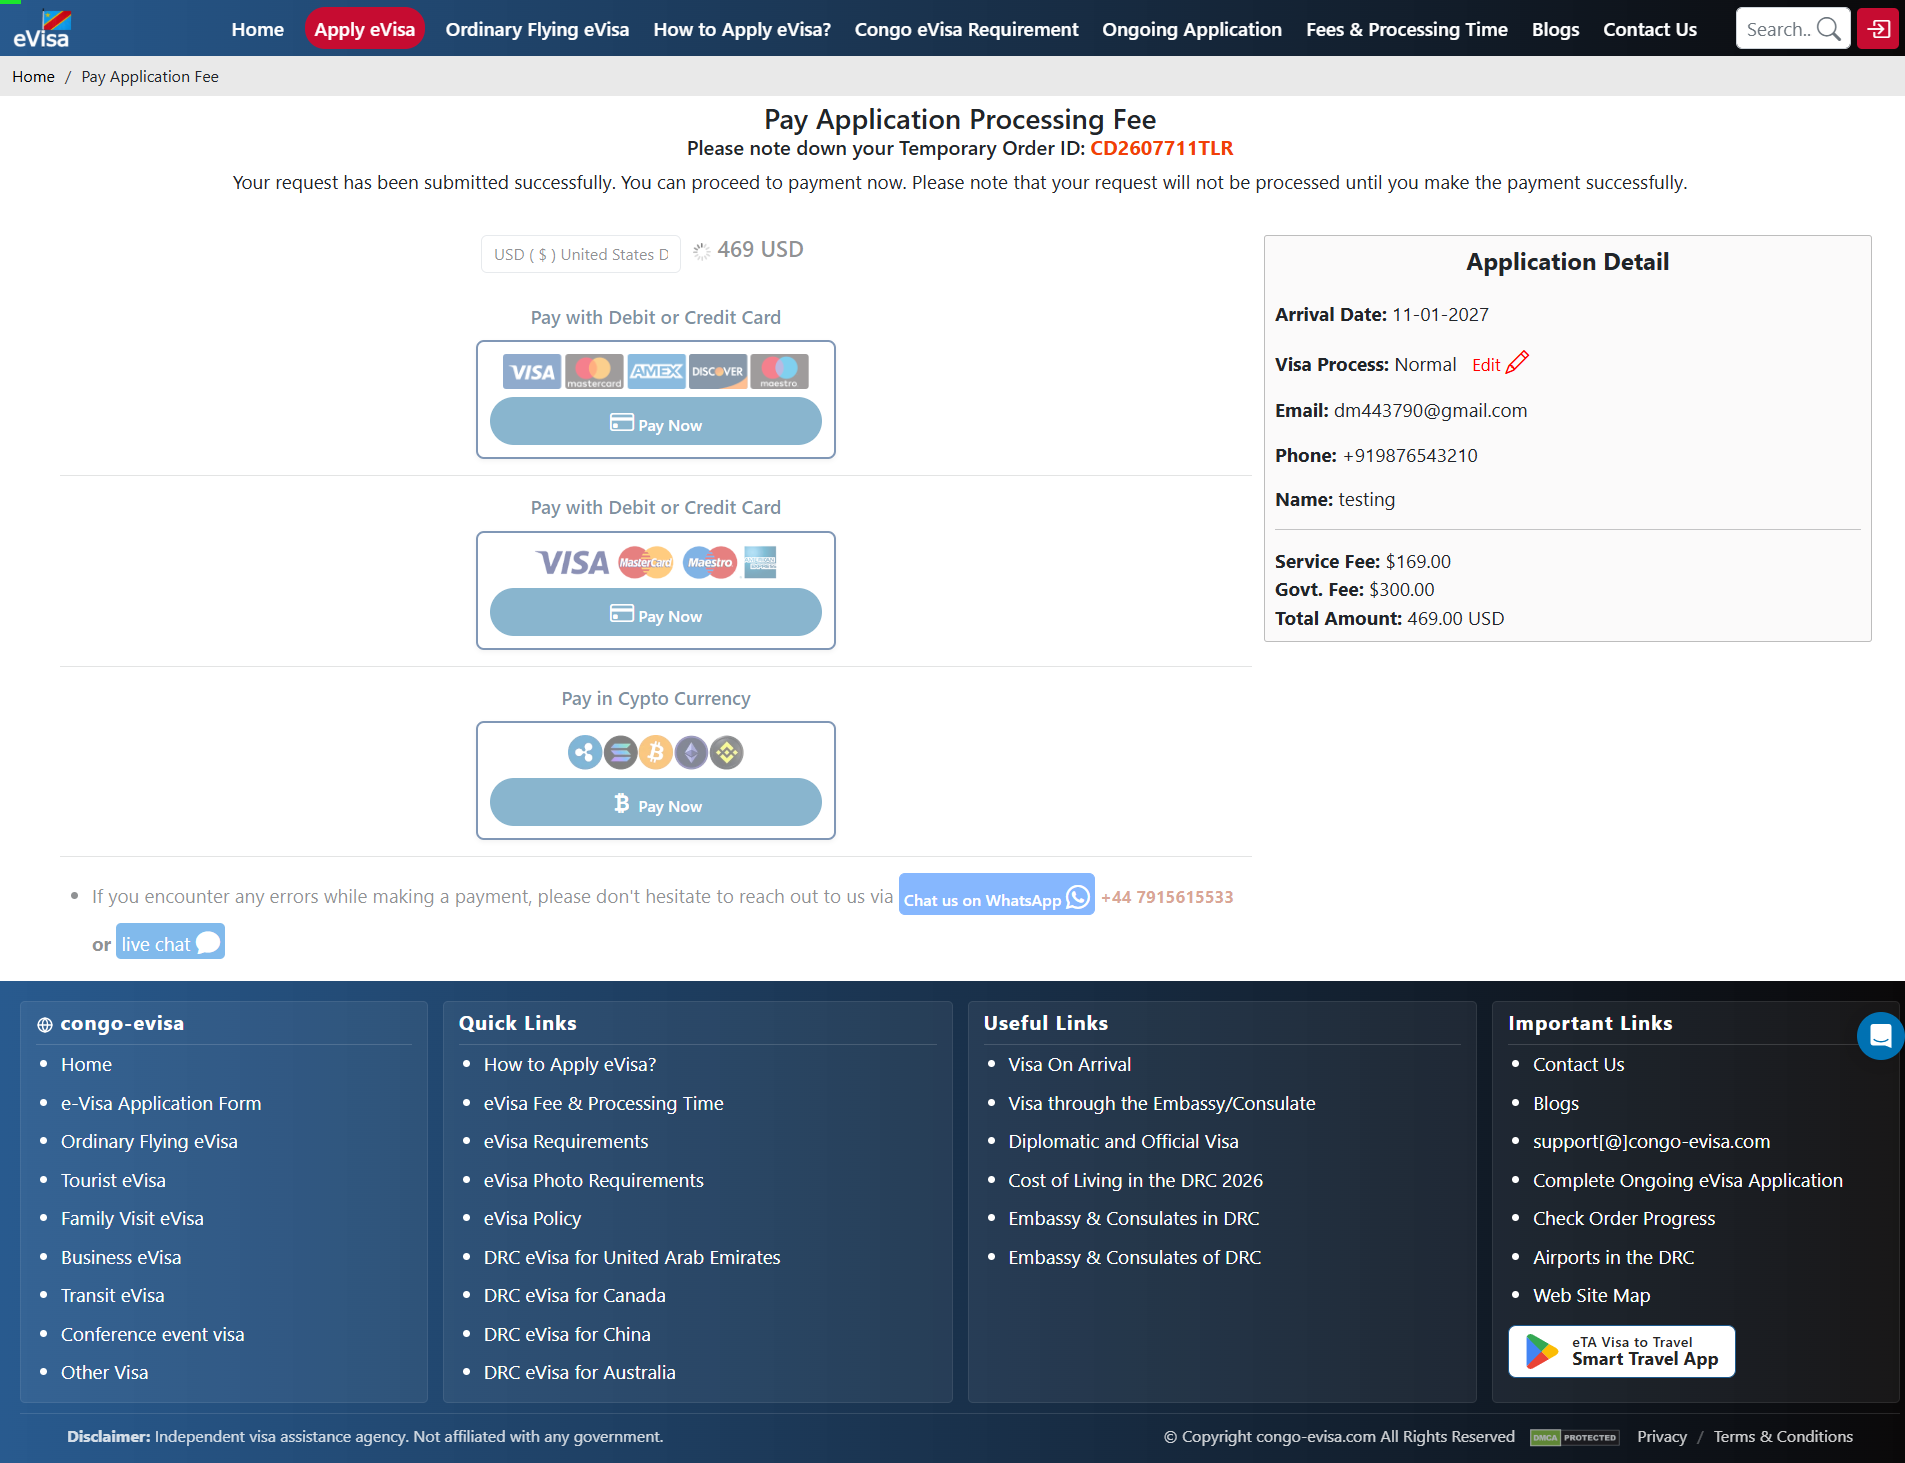 eVisa
Home
Apply eVisa
Ordinary Flying eVisa
How to Apply eVisa?
Congo eVisa Requirement
Ongoing Application
Fees & Processing Time
Blogs
Contact Us
Search..
Home / Pay Application Fee
Pay Application Processing Fee
Please note down your Temporary Order ID: CD2607711TLR
Your request has been submitted successfully. You can proceed to payment now. Please note that your request will not be processed until you make the payment successfully.
USD ( $ ) United States D
469 USD
Pay with Debit or Credit Card
VISA mastercard AMEX DISCOVER maestro
Pay Now
Pay with Debit or Credit Card
VISA MasterCard Maestro AMERICAN EXPRESS
Pay Now
Pay in Cypto Currency
Pay Now
If you encounter any errors while making a payment, please don't hesitate to reach out to us via Chat us on WhatsApp +44 7915615533
or live chat
Application Detail
Arrival Date: 11-01-2027
Visa Process: Normal Edit
Email: dm443790@gmail.com
Phone: +919876543210
Name: testing
Service Fee: $169.00
Govt. Fee: $300.00
Total Amount: 469.00 USD
congo-evisa
Home
e-Visa Application Form
Ordinary Flying eVisa
Tourist eVisa
Family Visit eVisa
Business eVisa
Transit eVisa
Conference event visa
Other Visa
Quick Links
How to Apply eVisa?
eVisa Fee & Processing Time
eVisa Requirements
eVisa Photo Requirements
eVisa Policy
DRC eVisa for United Arab Emirates
DRC eVisa for Canada
DRC eVisa for China
DRC eVisa for Australia
Useful Links
Visa On Arrival
Visa through the Embassy/Consulate
Diplomatic and Official Visa
Cost of Living in the DRC 2026
Embassy & Consulates in DRC
Embassy & Consulates of DRC
Important Links
Contact Us
Blogs
support[@]congo-evisa.com
Complete Ongoing eVisa Application
Check Order Progress
Airports in the DRC
Web Site Map
eTA Visa to Travel
Smart Travel App
Disclaimer: Independent visa assistance agency. Not affiliated with any government.
© Copyright congo-evisa.com All Rights Reserved
DMCA PROTECTED
Privacy / Terms & Conditions